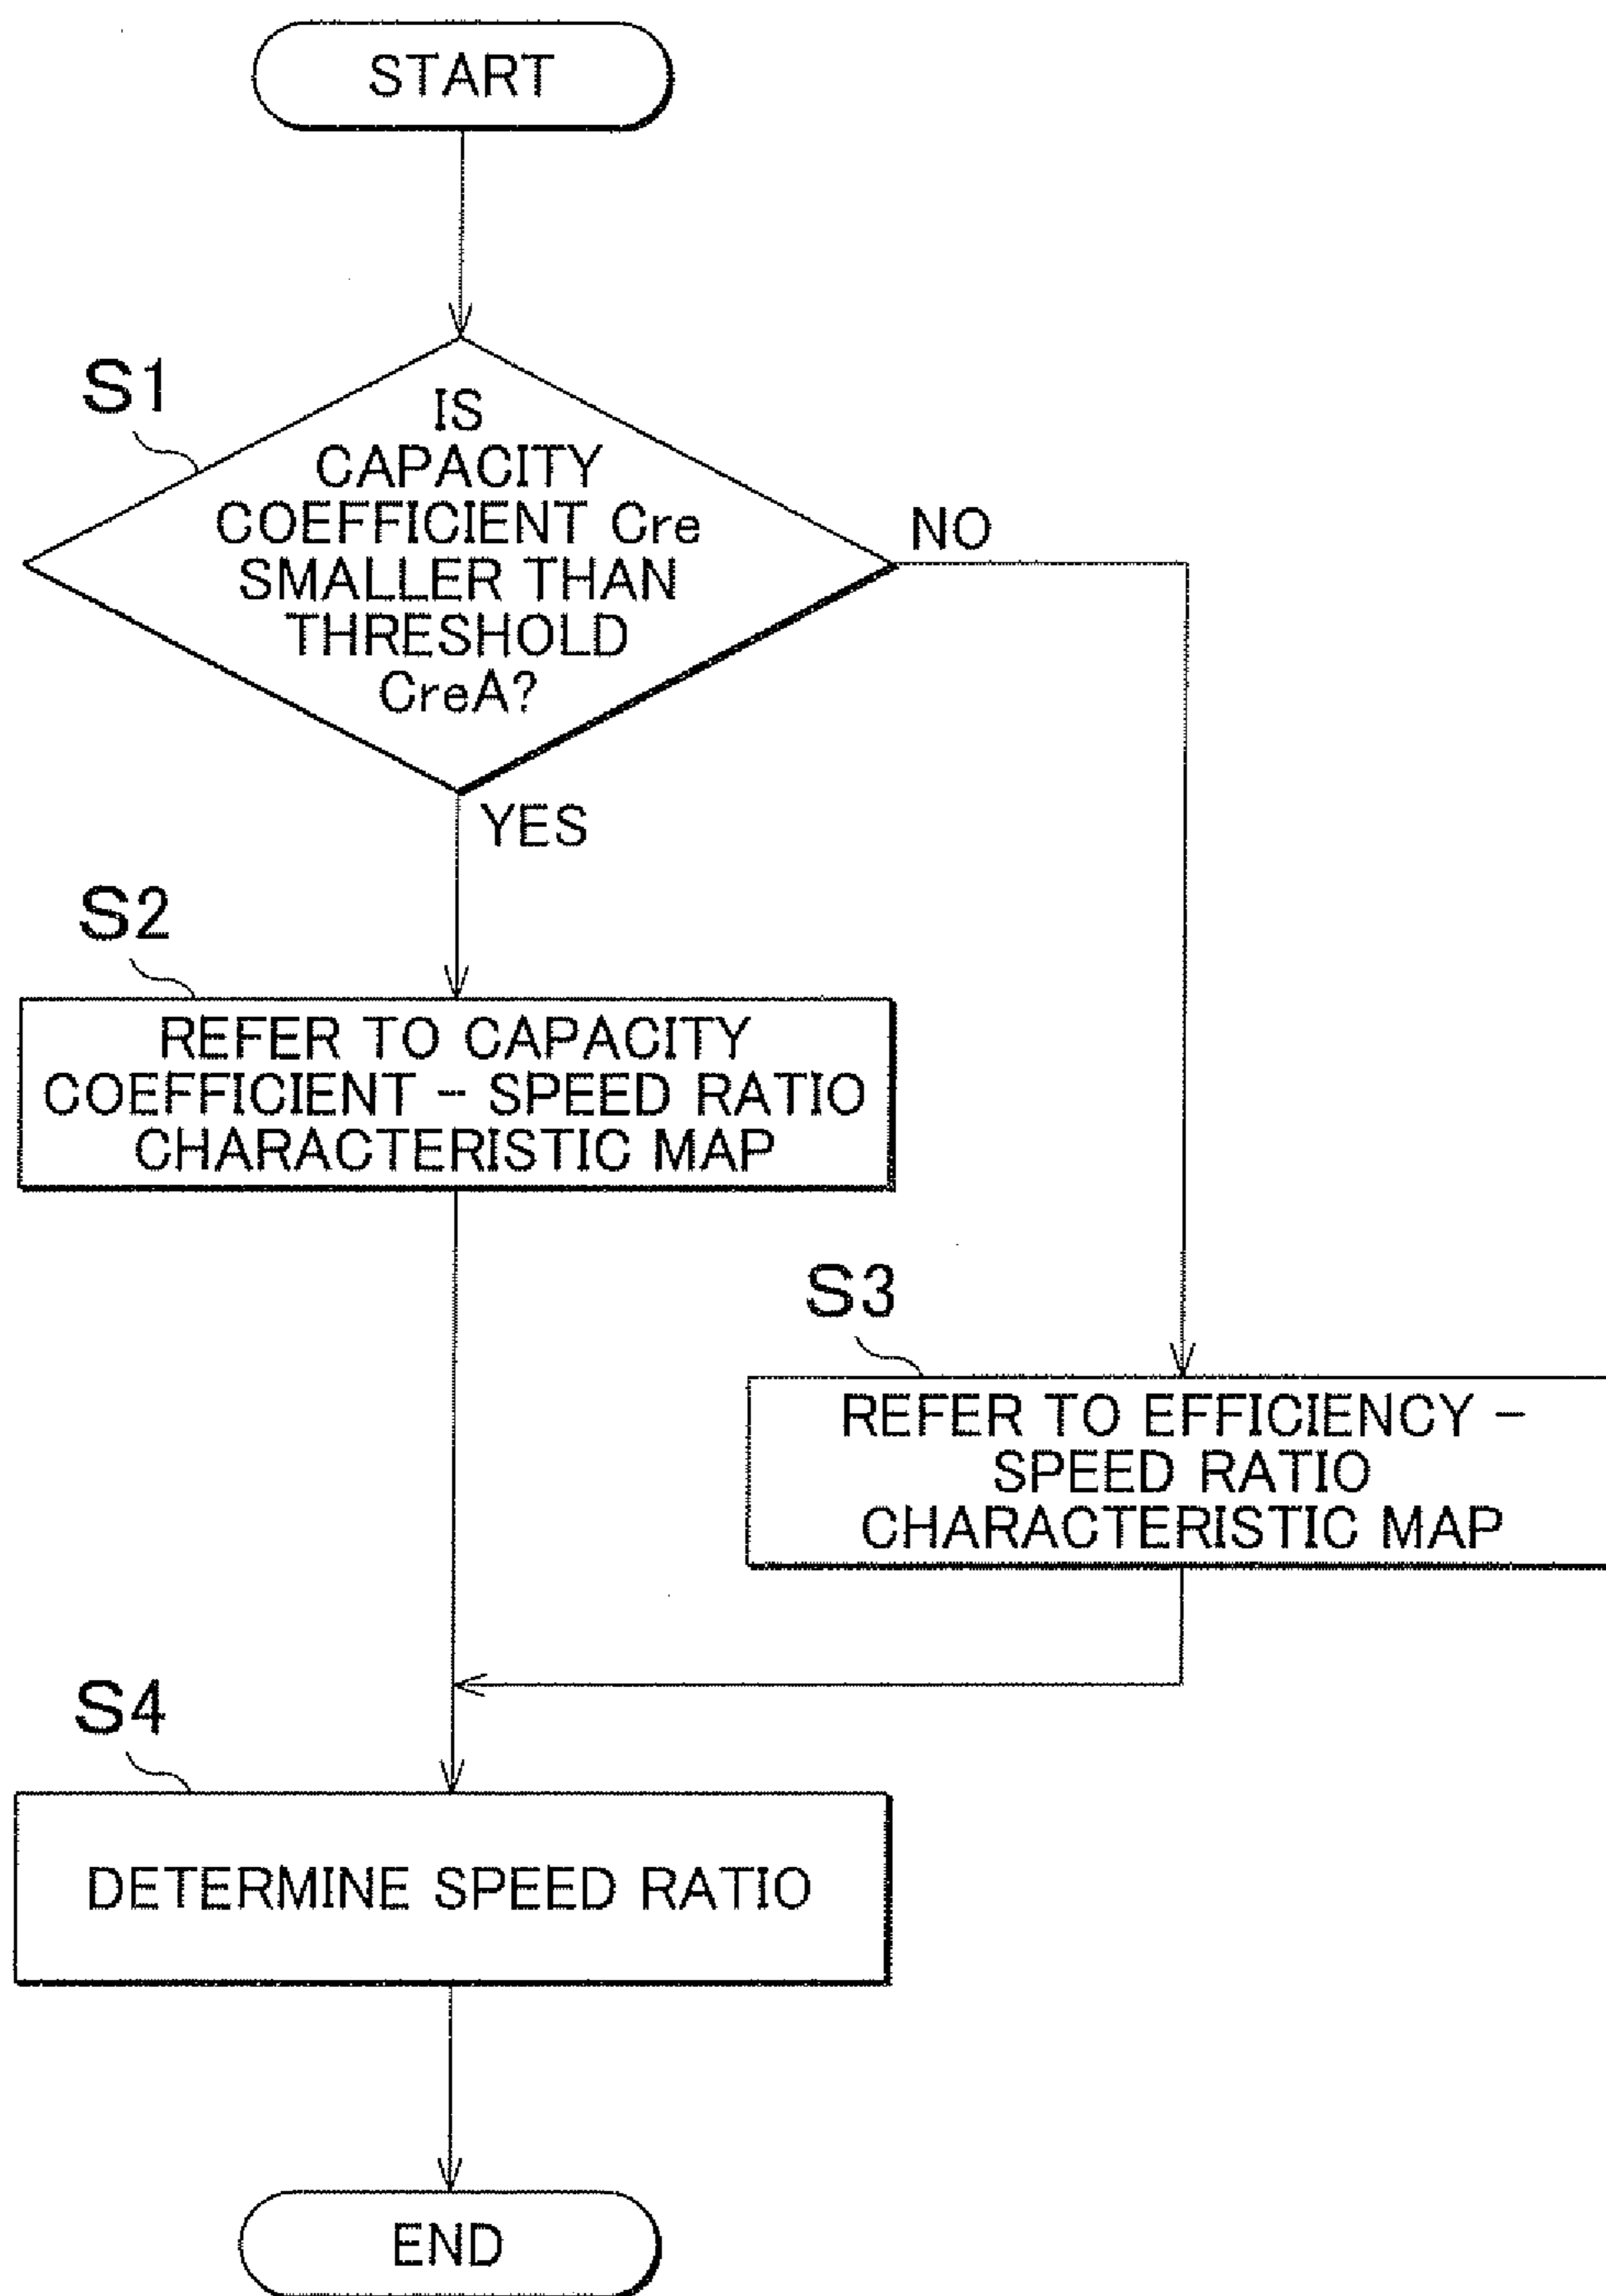 START
S1
IS
CAPACITY
COEFFICIENT Cre
SMALLER THAN
THRESHOLD
CreA?
NO
YES
S2
REFER TO CAPACITY
COEFFICIENT - SPEED RATIO
CHARACTERISTIC MAP
S3
REFER TO EFFICIENCY -
SPEED RATIO
CHARACTERISTIC MAP
S4
DETERMINE SPEED RATIO
END